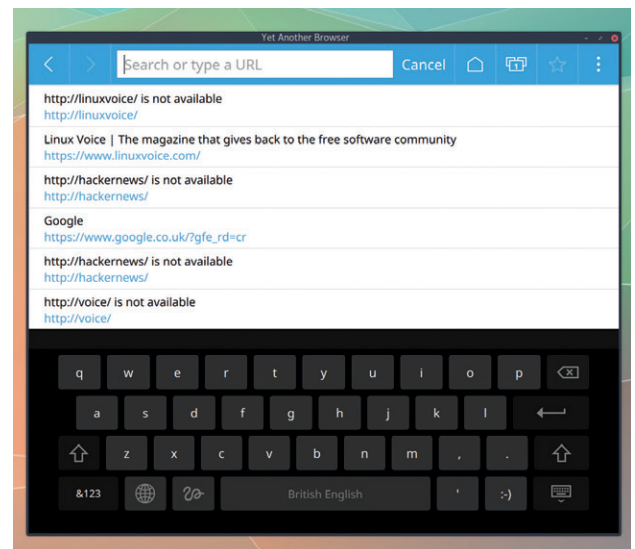 Yet Another Browser
Search or type a URL Cancel 1
http://linuxvoice/ is not available
http://linuxvoice/
Linux Voice | The magazine that gives back to the free software community
https://www.linuxvoice.com/
http://hackernews/ is not available
http://hackernews/
Google
https://www.google.co.uk/?gfe_rd=cr
http://hackernews/ is not available
http://hackernews/
http://voice/ is not available
http://voice/
q w e r t y u i o p
a s d f g h j k l
z x c v b n m , .
&123 British English ' :-)